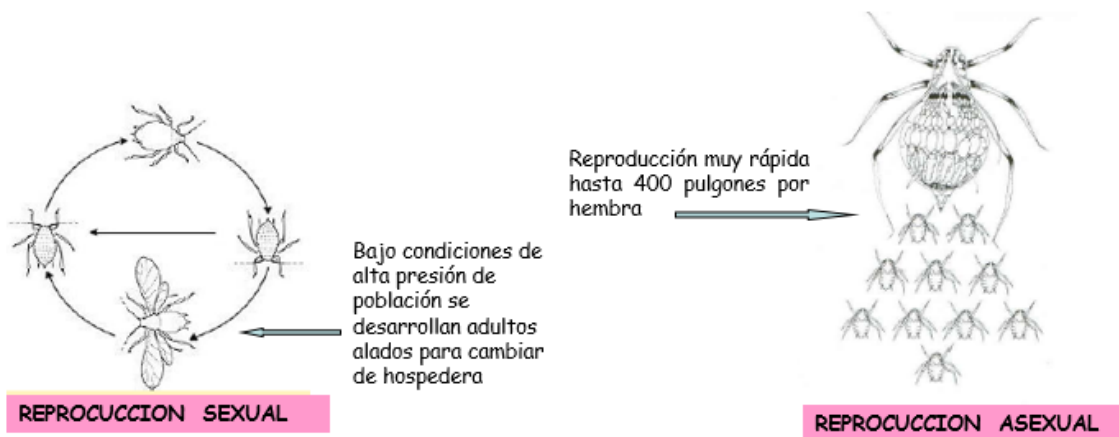 Bajo condiciones de
alta presión de
población se
desarrollan adultos
alados para cambiar
de hospedera
REPROCUCCION SEXUAL
Reproducción muy rápida
hasta 400 pulgones por
hembra
REPROCUCCION ASEXUAL